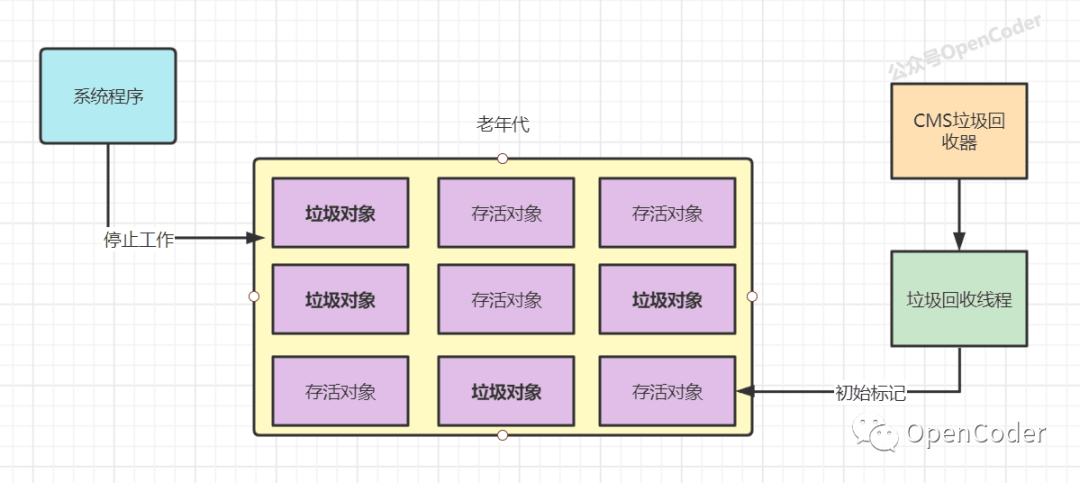 公众号OpenCoder
系统程序
老年代
CMS垃圾回
收器
垃圾对象
存活对象
存活对象
停止工作
垃圾对象
存活对象
垃圾对象
垃圾回收线程
存活对象
垃圾对象
存活对象
初始标记
OpenCoder